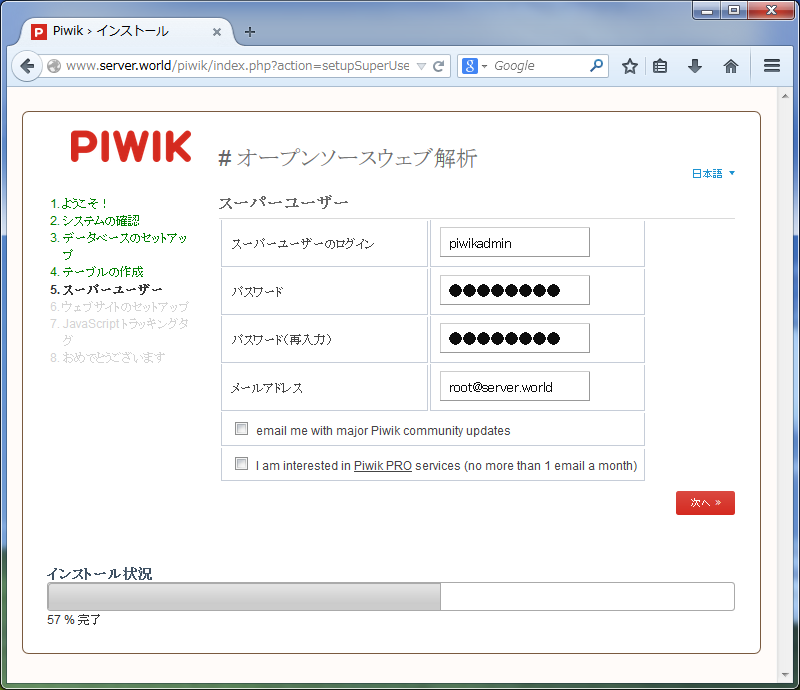 Piwik › インストール
www.server.world/piwik/index.php?action=setupSuperUse
Google
PIWIK
# オープンソースウェブ解析
日本語
1. ようこそ！
2. システムの確認
3. データベースのセットアッ
プ
4. テーブルの作成
5. スーパーユーザー
6. ウェブサイトのセットアップ
7. JavaScriptトラッキングタ
グ
8. おめでとうございます
スーパーユーザー
スーパーユーザーのログイン
piwikadmin
パスワード
●●●●●●●●
パスワード（再入力）
●●●●●●●●
メールアドレス
root@server.world
email me with major Piwik community updates
I am interested in Piwik PRO services (no more than 1 email a month)
次へ »
インストール状況
57 % 完了